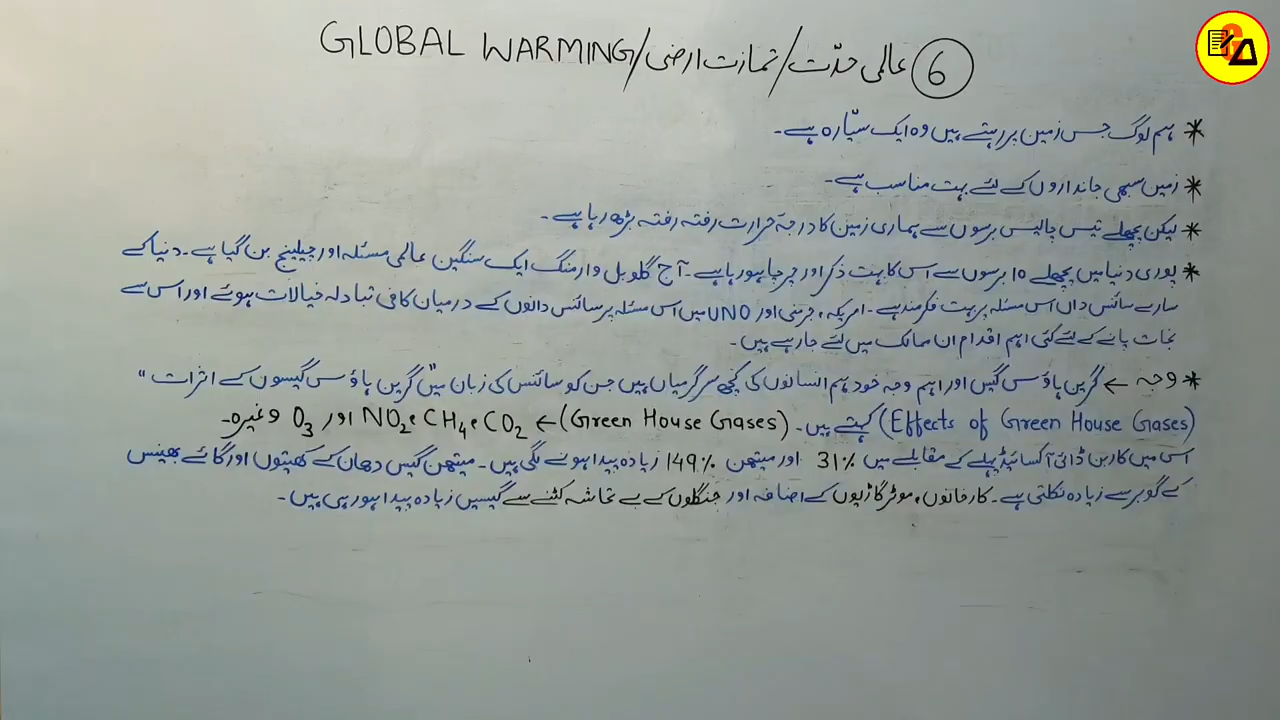 ⑥ عالمی حدّت / تمازت ارضی / GLOBAL WARMING
* ہم لوگ جس زمین پر رہتے ہیں وہ ایک سیّارہ ہے۔
* زمین سبھی جانداروں کے لئے بہت مناسب ہے۔
* لیکن پچھلے تیس چالیس برسوں سے ہماری زمین کا درجۂ حرارت رفتہ رفتہ بڑھ رہا ہے۔
* پوری دنیا میں پچھلے 10 برسوں سے اس کا بہت ذکر اور چرچا ہو رہا ہے۔ آج گلوبل وارمنگ ایک سنگین عالمی مسئلہ اور چیلینج بن گیا ہے۔ دنیا کے
سارے سائنس داں اس مسئلہ پر بہت فکر مند ہے۔ امریکہ، جرمنی اور UNO میں اس مسئلہ پر سائنس دانوں کے درمیان کافی تبادلہ خیالات ہوئے اور اس سے
نجات پانے کے لئے کئی اہم اقدام ان ممالک میں لئے جا رہے ہیں۔
* وجہ ← گرین ہاؤس گیس اور اہم وجہ خود ہم انسانوں کی کچھ سرگرمیاں ہیں جن کو سائنس کی زبان میں "گرین ہاؤس گیسوں کے اثرات"
(Effects of Green House Gases) کہتے ہیں۔ (Green House Gases) ← CO2، CH4، NO2 اور O3 وغیرہ۔
اس میں کاربن ڈائی آکسائیڈ پہلے کے مقابلے میں 31% اور میتھن 149% زیادہ پیدا ہونے لگی ہیں۔ میتھن گیس دھان کے کھیتوں اور گائے بھینس
کے گوبر سے زیادہ نکلتی ہے۔ کارخانوں، موٹر گاڑیوں کے اضافہ اور جنگلوں کے بے تحاشہ کٹنے سے گیسیں زیادہ پیدا ہو رہی ہیں۔